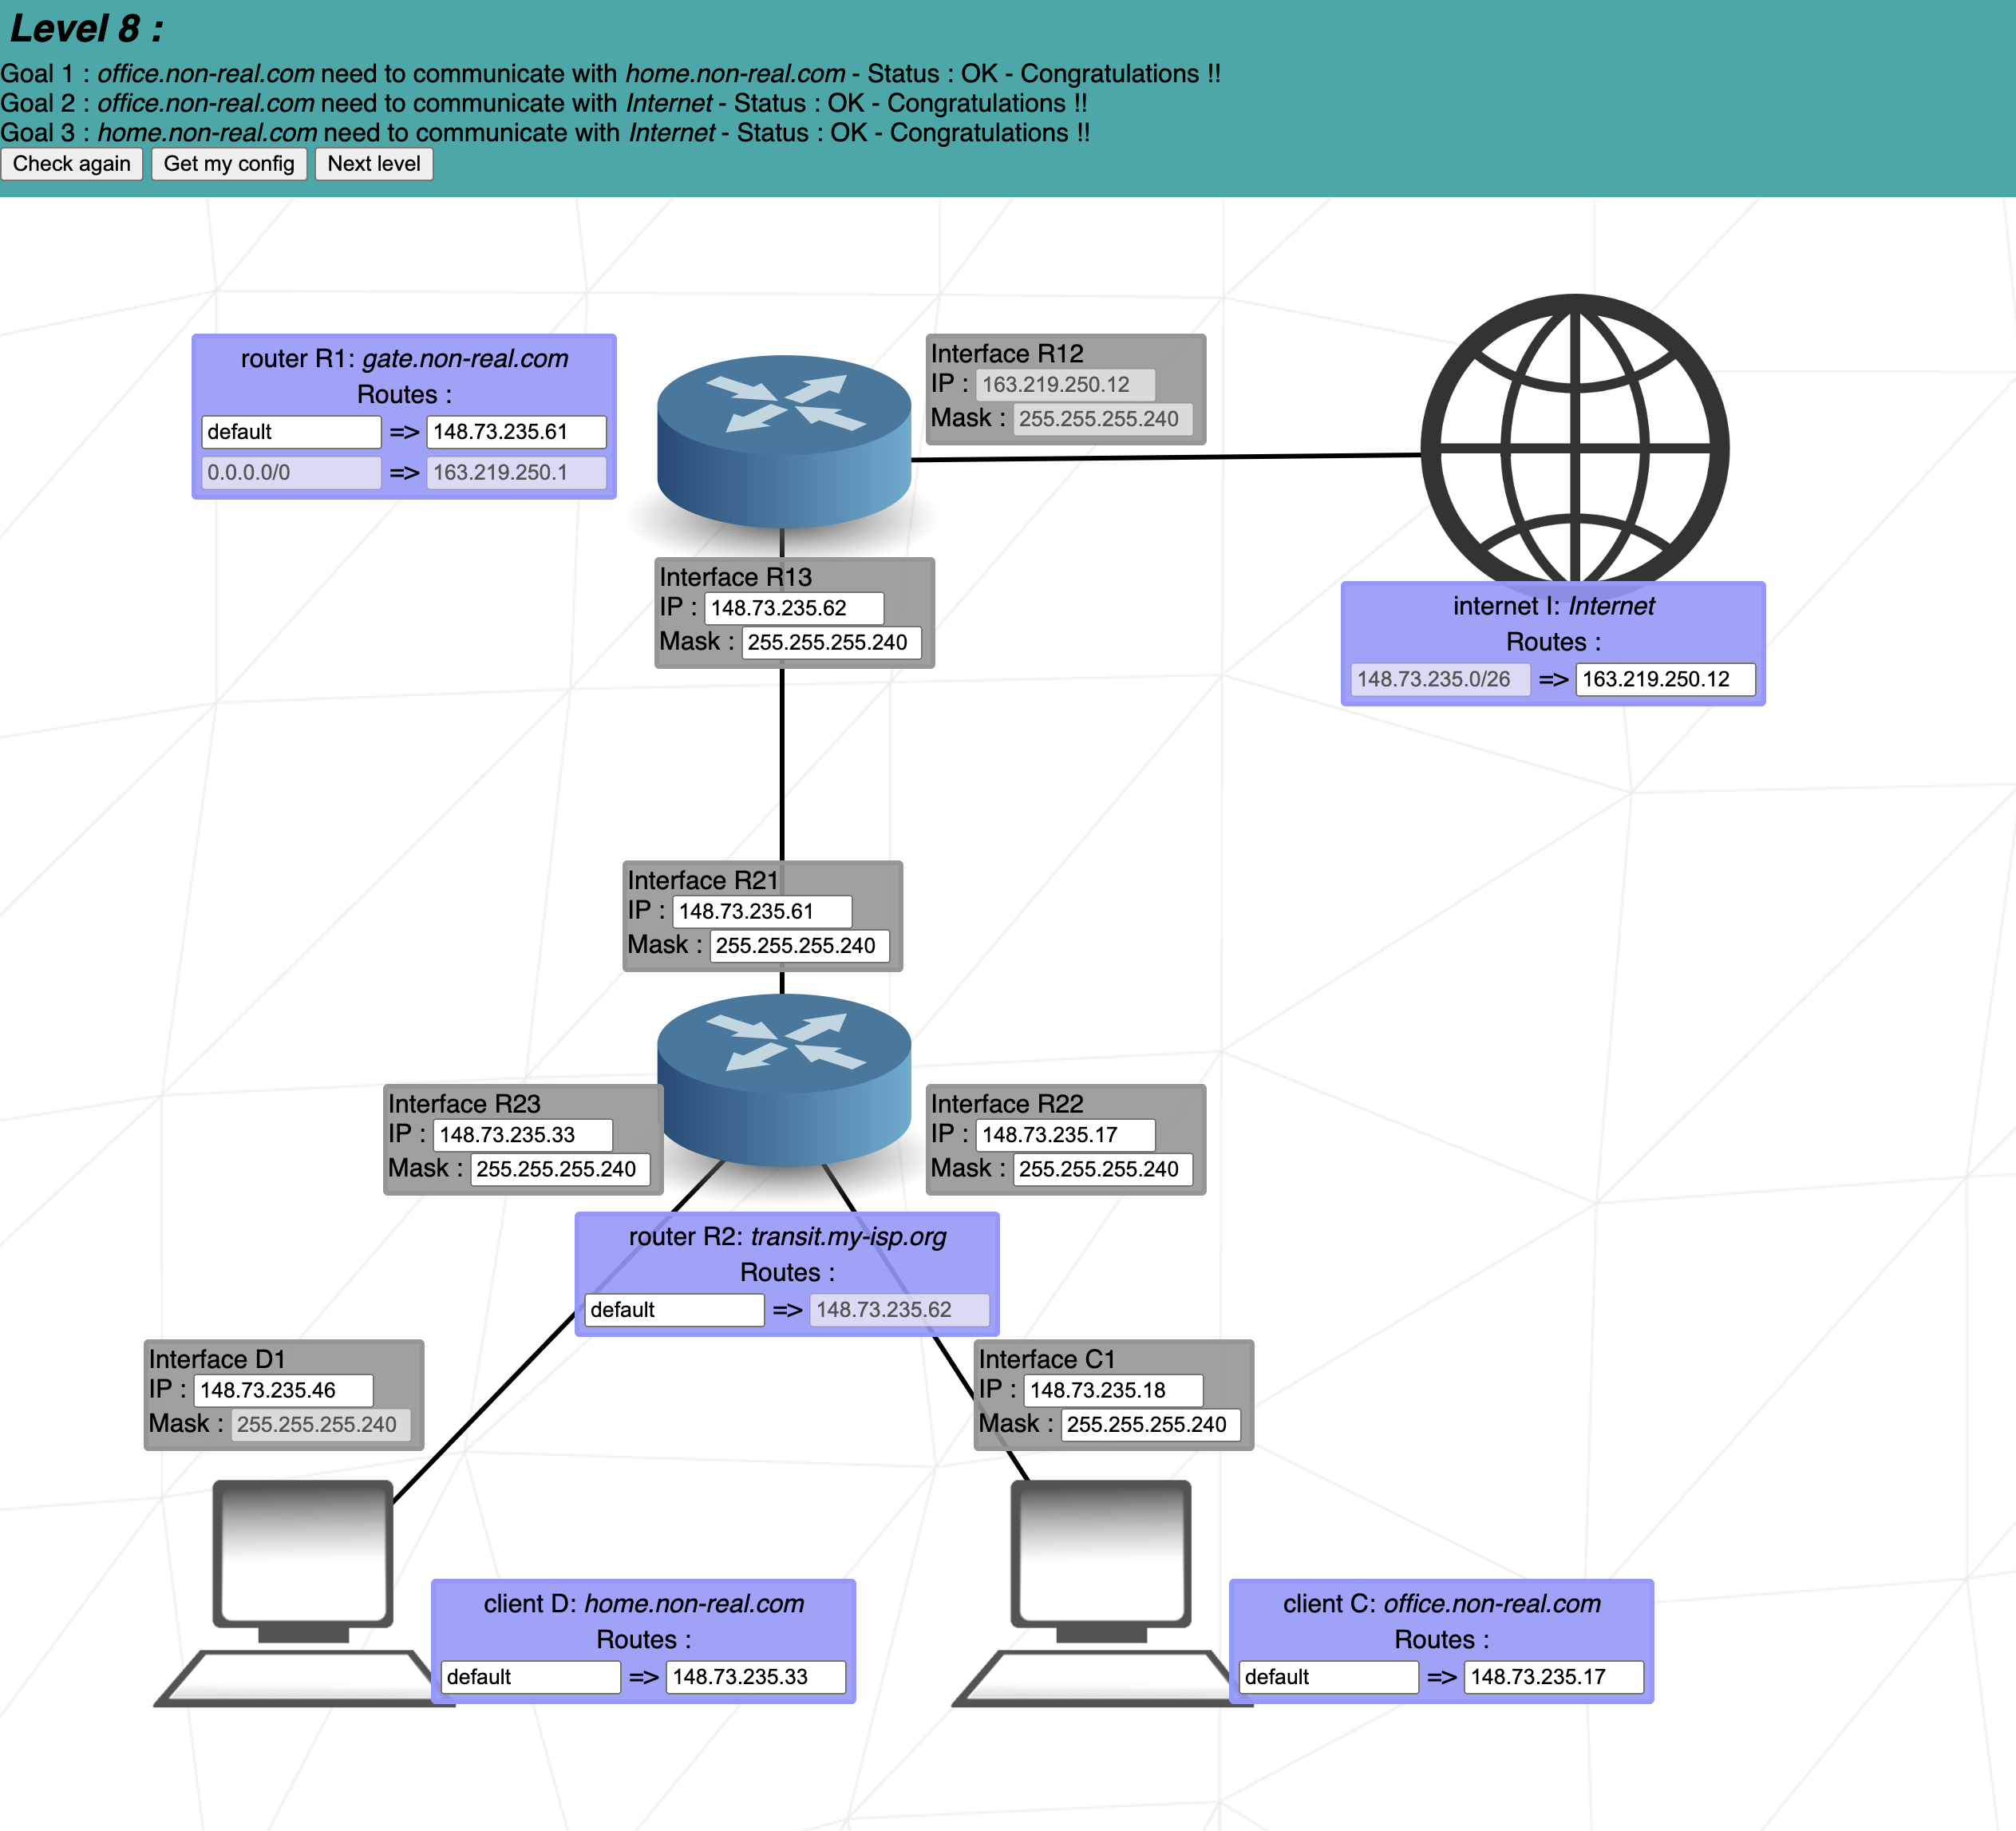 Level 8 :
Goal 1 : office.non-real.com need to communicate with home.non-real.com - Status : OK - Congratulations !!
Goal 2 : office.non-real.com need to communicate with Internet - Status : OK - Congratulations !!
Goal 3 : home.non-real.com need to communicate with Internet - Status : OK - Congratulations !!
Check again Get my config Next level
router R1: gate.non-real.com
Routes :
default => 148.73.235.61
0.0.0.0/0 => 163.219.250.1
Interface R12
IP : 163.219.250.12
Mask : 255.255.255.240
Interface R13
IP : 148.73.235.62
Mask : 255.255.255.240
internet I: Internet
Routes :
148.73.235.0/26 => 163.219.250.12
Interface R21
IP : 148.73.235.61
Mask : 255.255.255.240
Interface R23
IP : 148.73.235.33
Mask : 255.255.255.240
Interface R22
IP : 148.73.235.17
Mask : 255.255.255.240
router R2: transit.my-isp.org
Routes :
default => 148.73.235.62
Interface D1
IP : 148.73.235.46
Mask : 255.255.255.240
Interface C1
IP : 148.73.235.18
Mask : 255.255.255.240
client D: home.non-real.com
Routes :
default => 148.73.235.33
client C: office.non-real.com
Routes :
default => 148.73.235.17